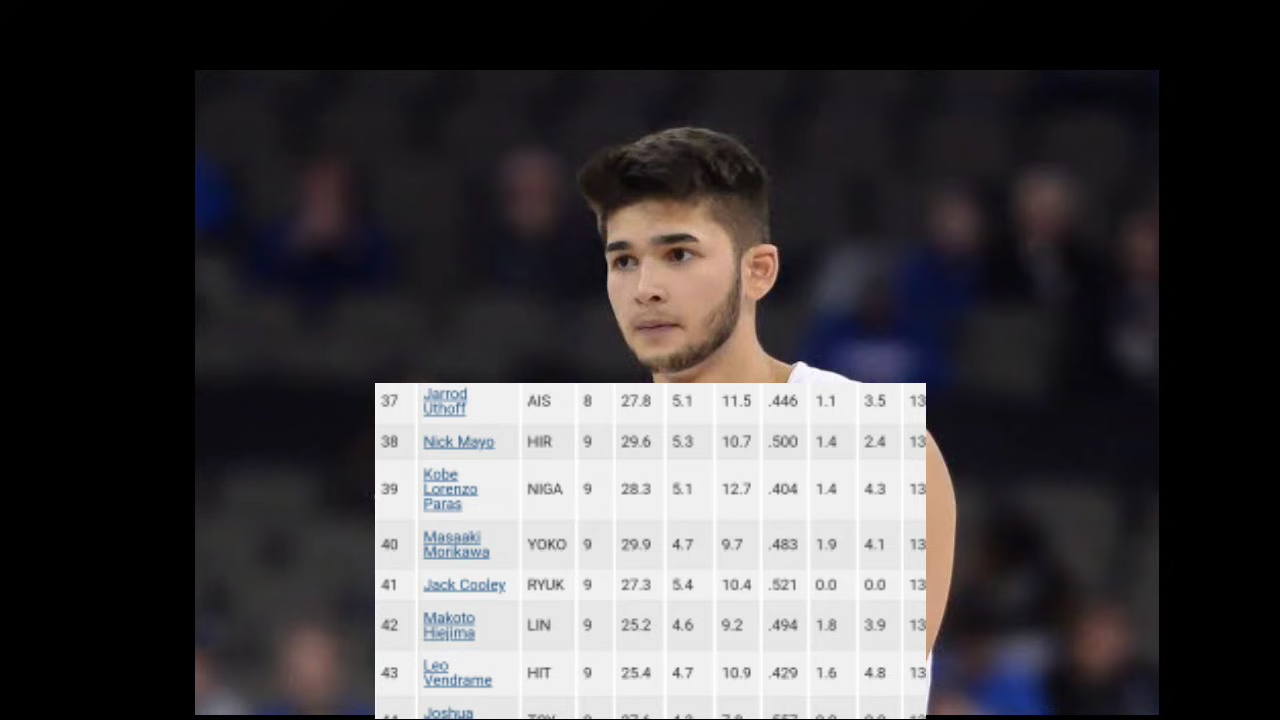 37 Jarrod Uthoff AIS 8 27.8 5.1 11.5 .446 1.1 3.5 13
38 Nick Mayo HIR 9 29.6 5.3 10.7 .500 1.4 2.4 13
39 Kobe Lorenzo Paras NIGA 9 28.3 5.1 12.7 .404 1.4 4.3 13
40 Masaaki Morikawa YOKO 9 29.9 4.7 9.7 .483 1.9 4.1 13
41 Jack Cooley RYUK 9 27.3 5.4 10.4 .521 0.0 0.0 13
42 Makoto Hiejima LIN 9 25.2 4.6 9.2 .494 1.8 3.9 13
43 Leo Vendrame HIT 9 25.4 4.7 10.9 .429 1.6 4.8 13
Joshua